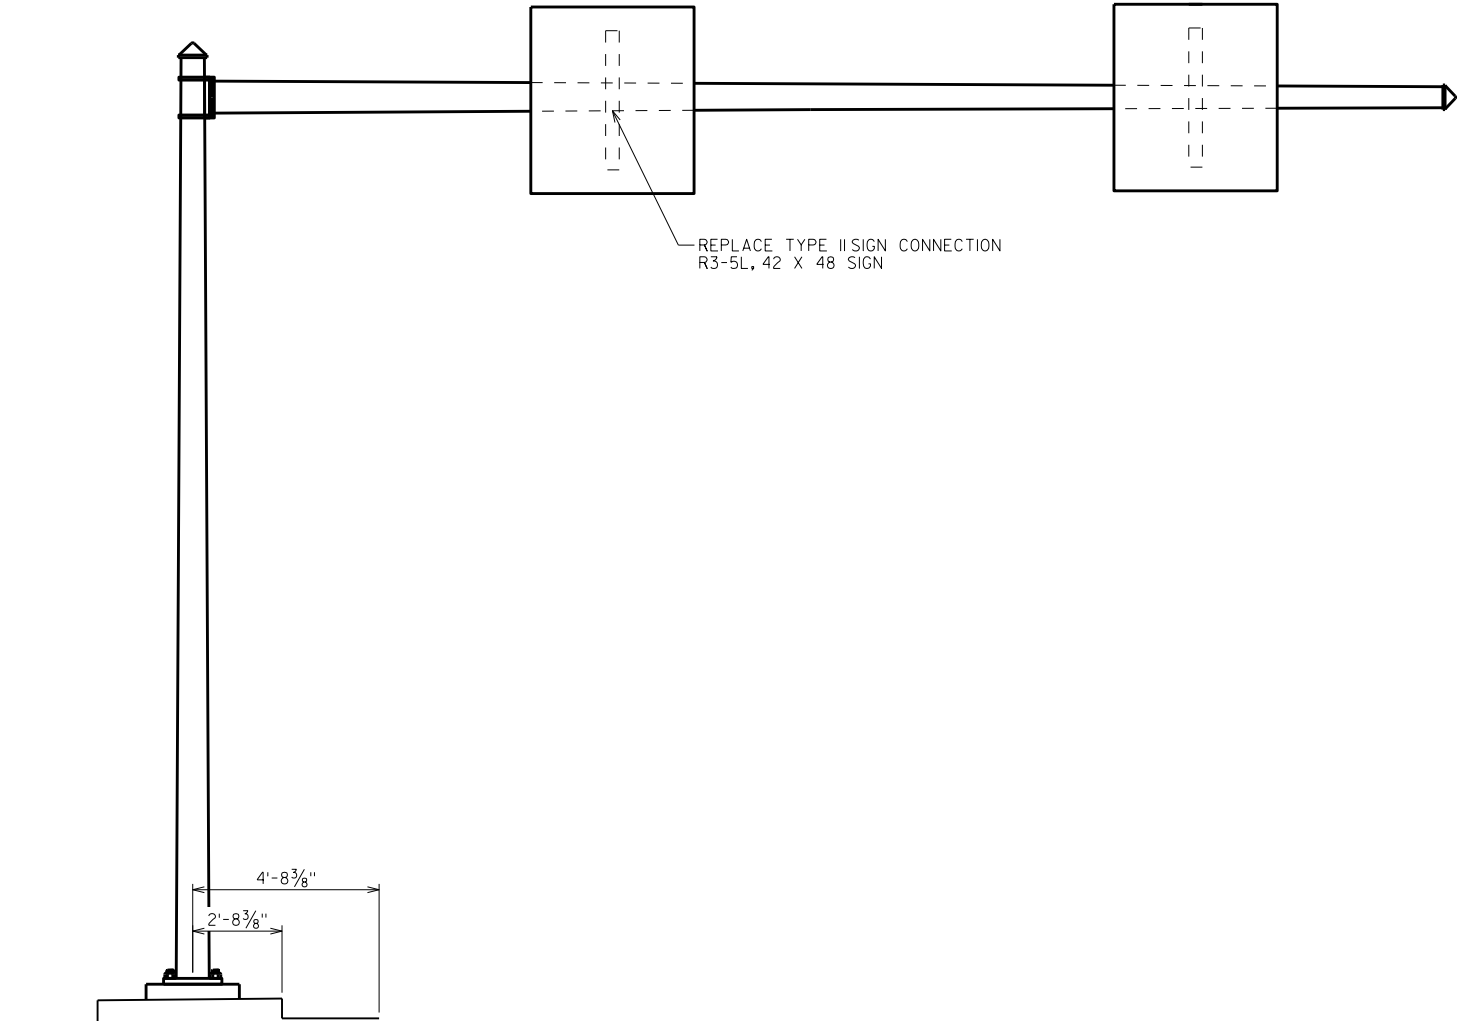 REPLACE TYPE II SIGN CONNECTION
R3-5L, 42 X 48 SIGN
4'-8⅜"
2'-8⅜"